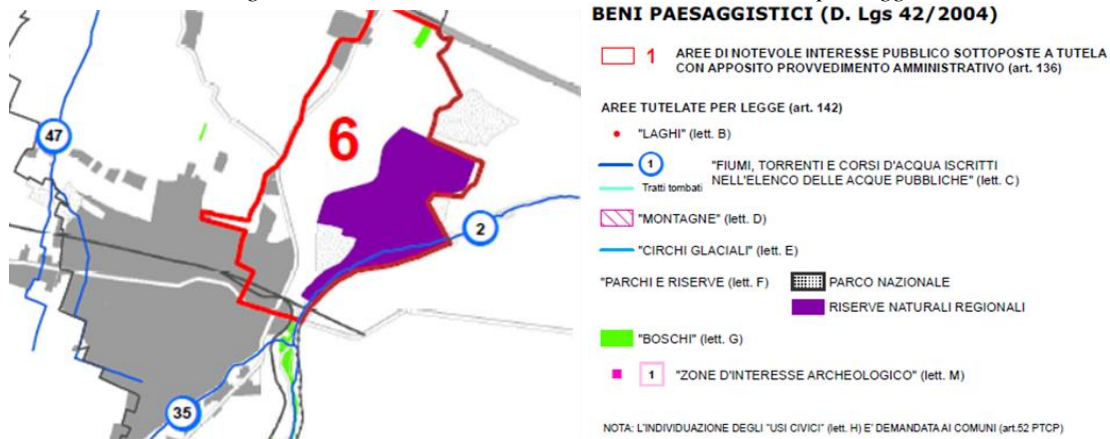 BENI PAESAGGISTICI (D. Lgs 42/2004)
1 AREE DI NOTEVOLE INTERESSE PUBBLICO SOTTOPOSTE A TUTELA
CON APPOSITO PROVVEDIMENTO AMMINISTRATIVO (art. 136)
AREE TUTELATE PER LEGGE (art. 142)
"LAGHI" (lett. B)
1 "FIUMI, TORRENTI E CORSI D'ACQUA ISCRITTI
NELL'ELENCO DELLE ACQUE PUBBLICHE" (lett. C)
Tratti tombati
"MONTAGNE" (lett. D)
"CIRCHI GLACIALI" (lett. E)
"PARCHI E RISERVE (lett. F) PARCO NAZIONALE
RISERVE NATURALI REGIONALI
"BOSCHI" (lett. G)
1 "ZONE D'INTERESSE ARCHEOLOGICO" (lett. M)
NOTA: L'INDIVIDUAZIONE DEGLI "USI CIVICI" (lett. H) E' DEMANDATA AI COMUNI (art.52 PTCP)
47
6
2
35